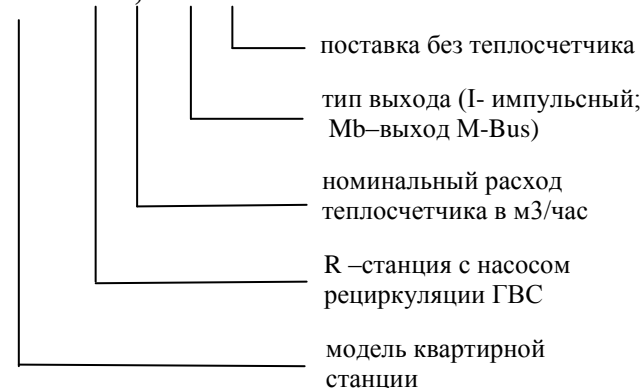 поставка без теплосчетчика
тип выхода (I- импульсный;
Mb–выход M-Bus)
номинальный расход
теплосчетчика в м3/час
R –станция с насосом
рециркуляции ГВС
модель квартирной
станции